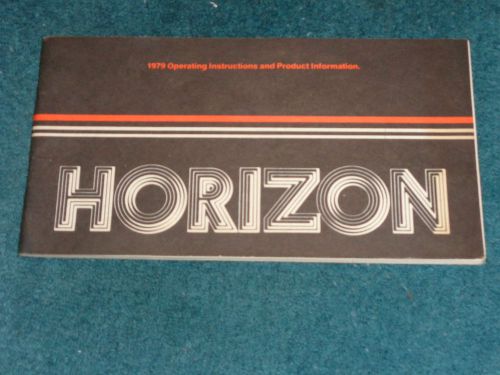 1979 Operating Instructions and Product Information.
HORIZON